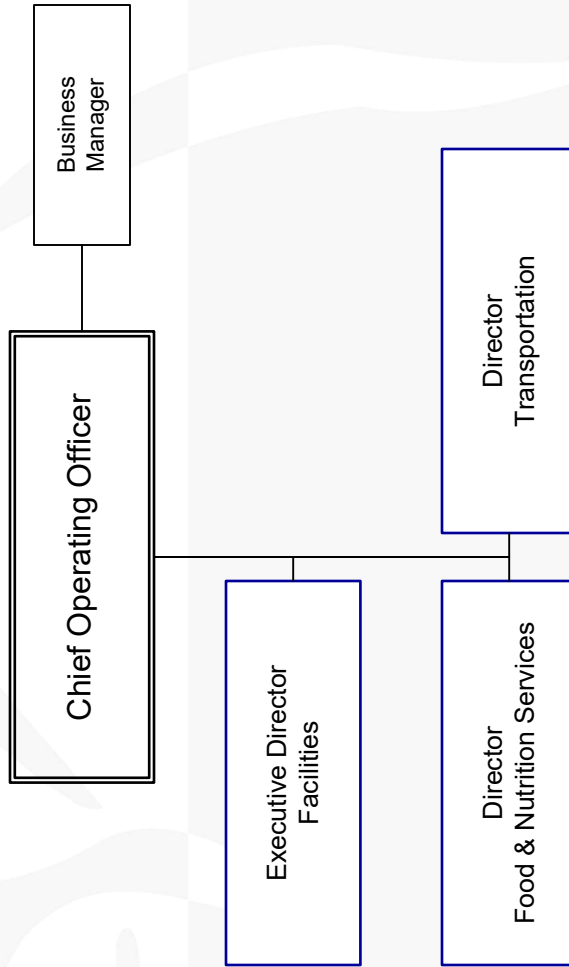 Chief Operating Officer
Business
Manager
Executive Director
Facilities
Director
Food & Nutrition Services
Director
Transportation